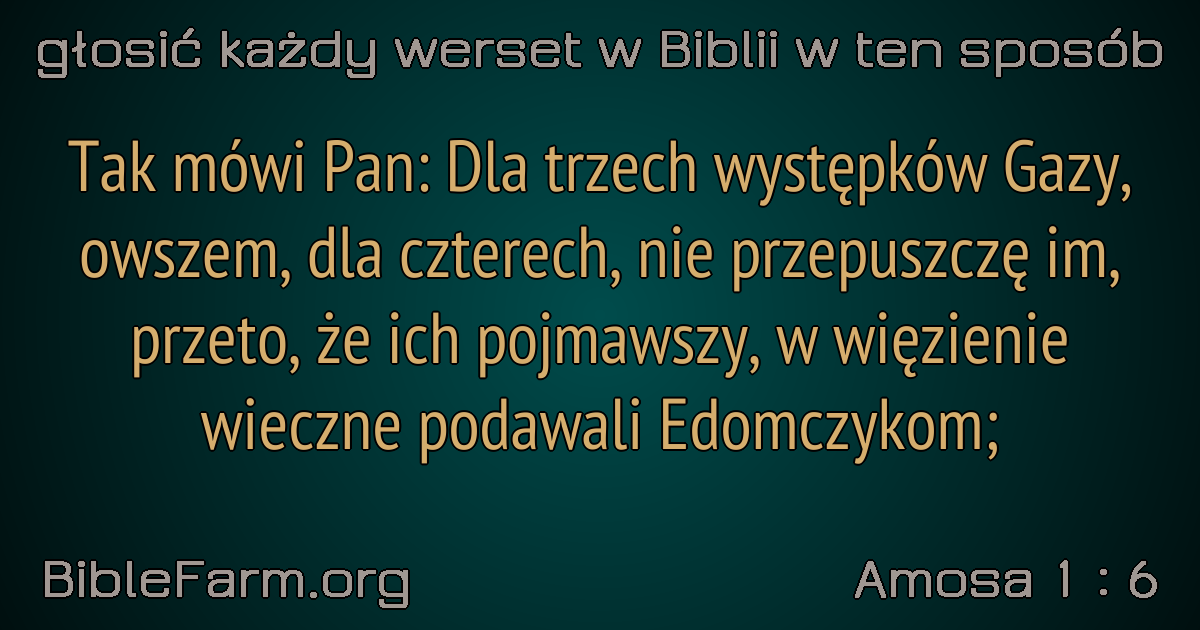 głosić każdy werset w Biblii w ten sposób
Tak mówi Pan: Dla trzech występków Gazy,
owszem, dla czterech, nie przepuszczę im,
przeto, że ich pojmawszy, w więzienie
wieczne podawali Edomczykom;
BibleFarm.org
Amosa 1 : 6